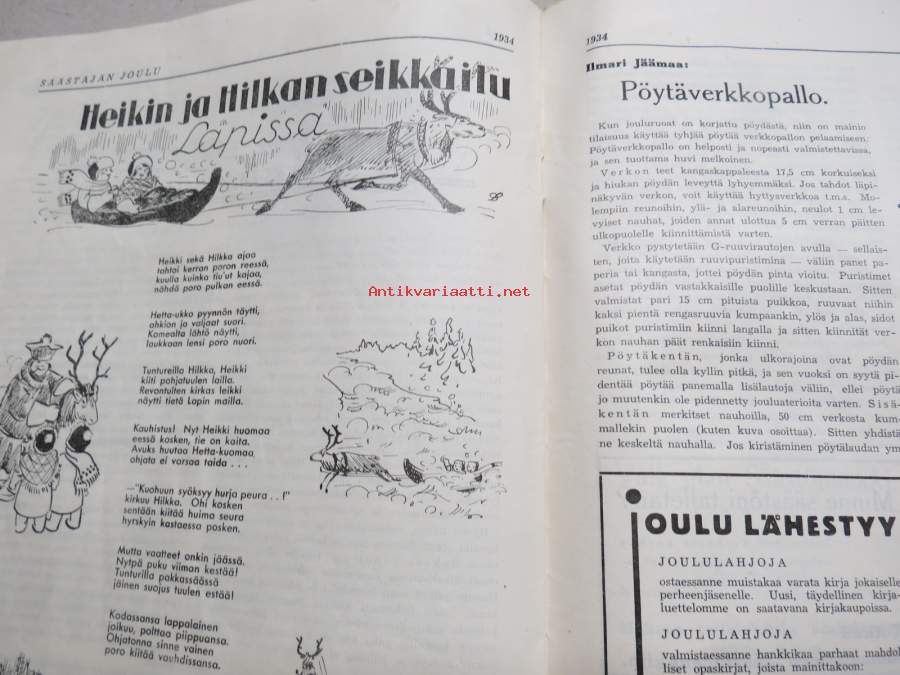 SÄÄSTÄJÄN JOULU
1934
Heikin ja Hilkan seikkailu
Lapissa
Heikki sekä Hilkka ajaa
tahtoi kerran poron reessä,
kuulla kuinka tiu'ut kajaa,
nähdä poro pulkan eessä.
Hetta-ukko pyynnön täytti,
ahkion ja valjaat suori.
Komealta lähtö näytti,
laukkaan lensi poro nuori.
Tuntureilla Hilkka, Heikki
kiiti pohjatuulen lailla.
Revontulten kirkas leikki
näytti tietä Lapin mailla.
Kauhistus! Nyt Heikki huomaa
eessä kosken, tie on kaita.
Avuks huutaa Hetta-kuomaa,
ohjata ei varsaa taida . . .
—"Kuohuun syöksyy hurja peura . . !"
kirkuu Hilkka. Ohi kosken
sentään kiitää huima seura
hyrskyin kastaessa posken.
Mutta vaatteet onkin jäässä.
Nytpä puku viiman kestää!
Tunturilla pakkassäässä
jäinen suojus tuulen estää!
Kodassansa lappalainen
joikuu, polttaa piippuansa.
Ohjatonna sinne vainen
poro kiitää vauhdissansa.
Antikvariaatti.net
1934
Ilmari Jäämaa:
Pöytäverkkopallo.
Kun jouluruoat on korjattu pöydästä, niin on mainio
tilaisuus käyttää tyhjää pöytää verkkopallon pelaamiseen.
Pöytäverkkopallo on helposti ja nopeasti valmistettavissa,
ja sen tuottama huvi melkoinen.
Verkon teet kangaskappaleesta 17,5 cm korkuiseksi
ja hiukan pöydän leveyttä lyhyemmäksi. Jos tahdot läpi-
näkyvän verkon, voit käyttää hyttysverkkoa t.m.s. Mo-
lempiin reunoihin, ylä- ja alareunoihin, neulot 1 cm le-
vyiset nauhat, joiden annat ulottua 5 cm verran päitten
ulkopuolelle kiinnittämistä varten.
Verkko pystytetään G-ruuvirautojen avulla — sellais-
ten, joita käytetään ruuvipuristimina — väliin panet pa-
peria tai kangasta, jottei pöydän pinta vioitu. Puristimet
asetat pöydän vastakkaisille puolille keskustaan. Sitten
valmistat pari 15 cm pituista puikkoa, ruuvaat niihin
kaksi pientä rengasruuvia kumpaankin, ylös ja alas, sidot
puikot puristimiin kiinni langalla ja sitten kiinnität ver-
kon nauhan päät renkaisiin kiinni.
Pöytäkentän, jonka ulkorajoina ovat pöydän
reunat, tulee olla kyllin pitkä, ja sen vuoksi on syytä pi-
dentää pöytää panemalla lisälautoja väliin, ellei pöytä
jo muutenkin ole pidennetty jouluaterioita varten. Sisä-
kentän merkitset nauhoilla, 50 cm verkosta kum-
mallekin puolen (kuten kuva osoittaa). Sitten yhdistä
ne keskeltä nauhalla. Jos kiristäminen pöytälaudan ym
JOULU LÄHESTYY
JOULULAHJOJA
ostaessanne muistakaa varata kirja jokaiselle
perheenjäsenelle. Uusi, täydellinen kirja-
luettelomme on saatavana kirjakaupoissa.
JOULULAHJOJA
valmistaessanne hankkikaa parhaat mahdol
liset opaskirjat, joista mainittakoon: